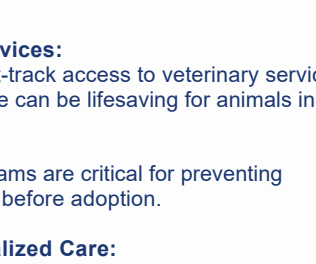 vices:
-track access to veterinary servic
e can be lifesaving for animals in
ams are critical for preventing
before adoption.
alized Care: